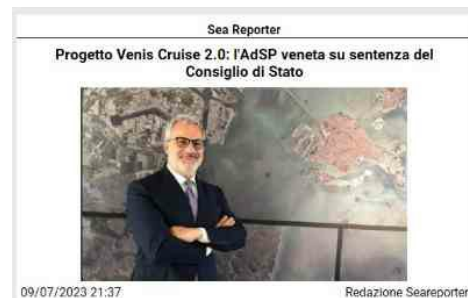 Sea Reporter
Progetto Venis Cruise 2.0: l'AdSP veneta su sentenza del
Consiglio di Stato
09/07/2023 21:37
Redazione Seareporter